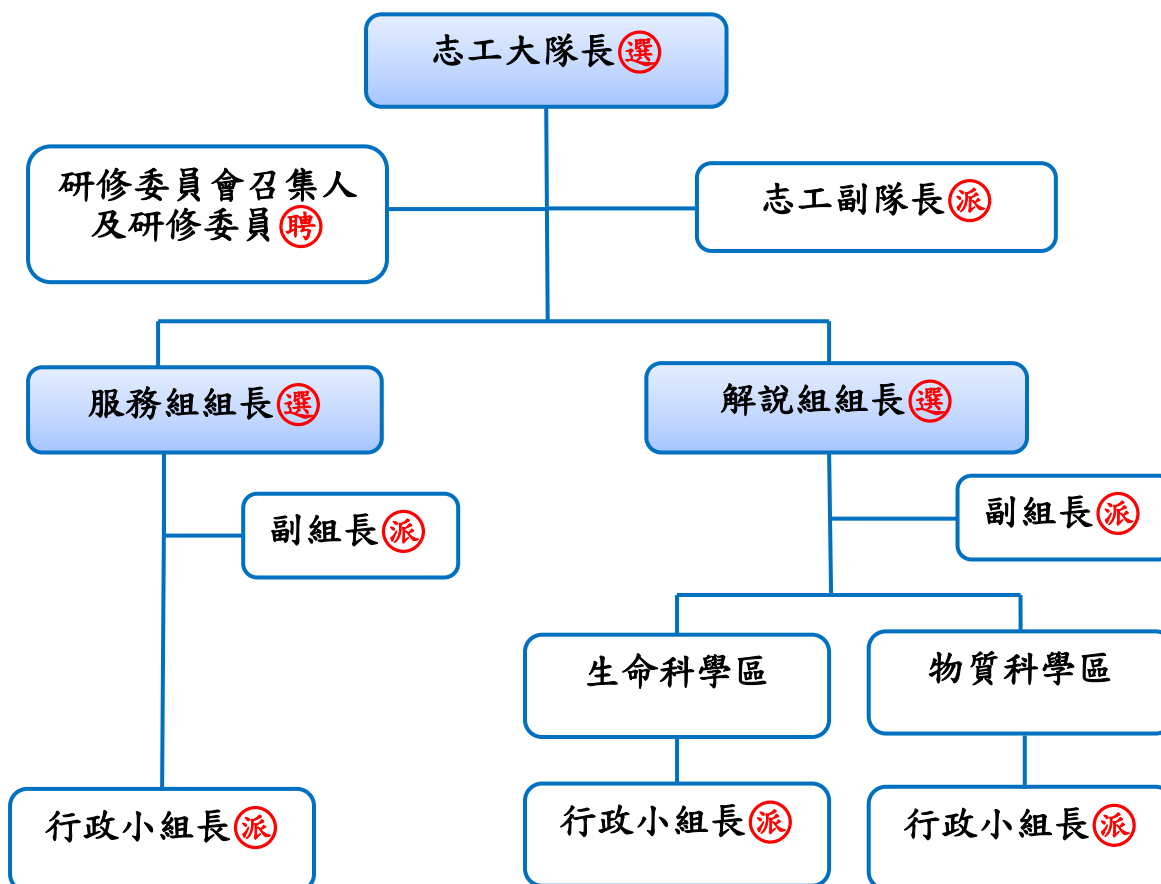 志工大隊長選
研修委員會召集人
及研修委員聘
志工副隊長派
服務組組長選
解說組組長選
副組長派
副組長派
生命科學區
物質科學區
行政小組長派
行政小組長派
行政小組長派